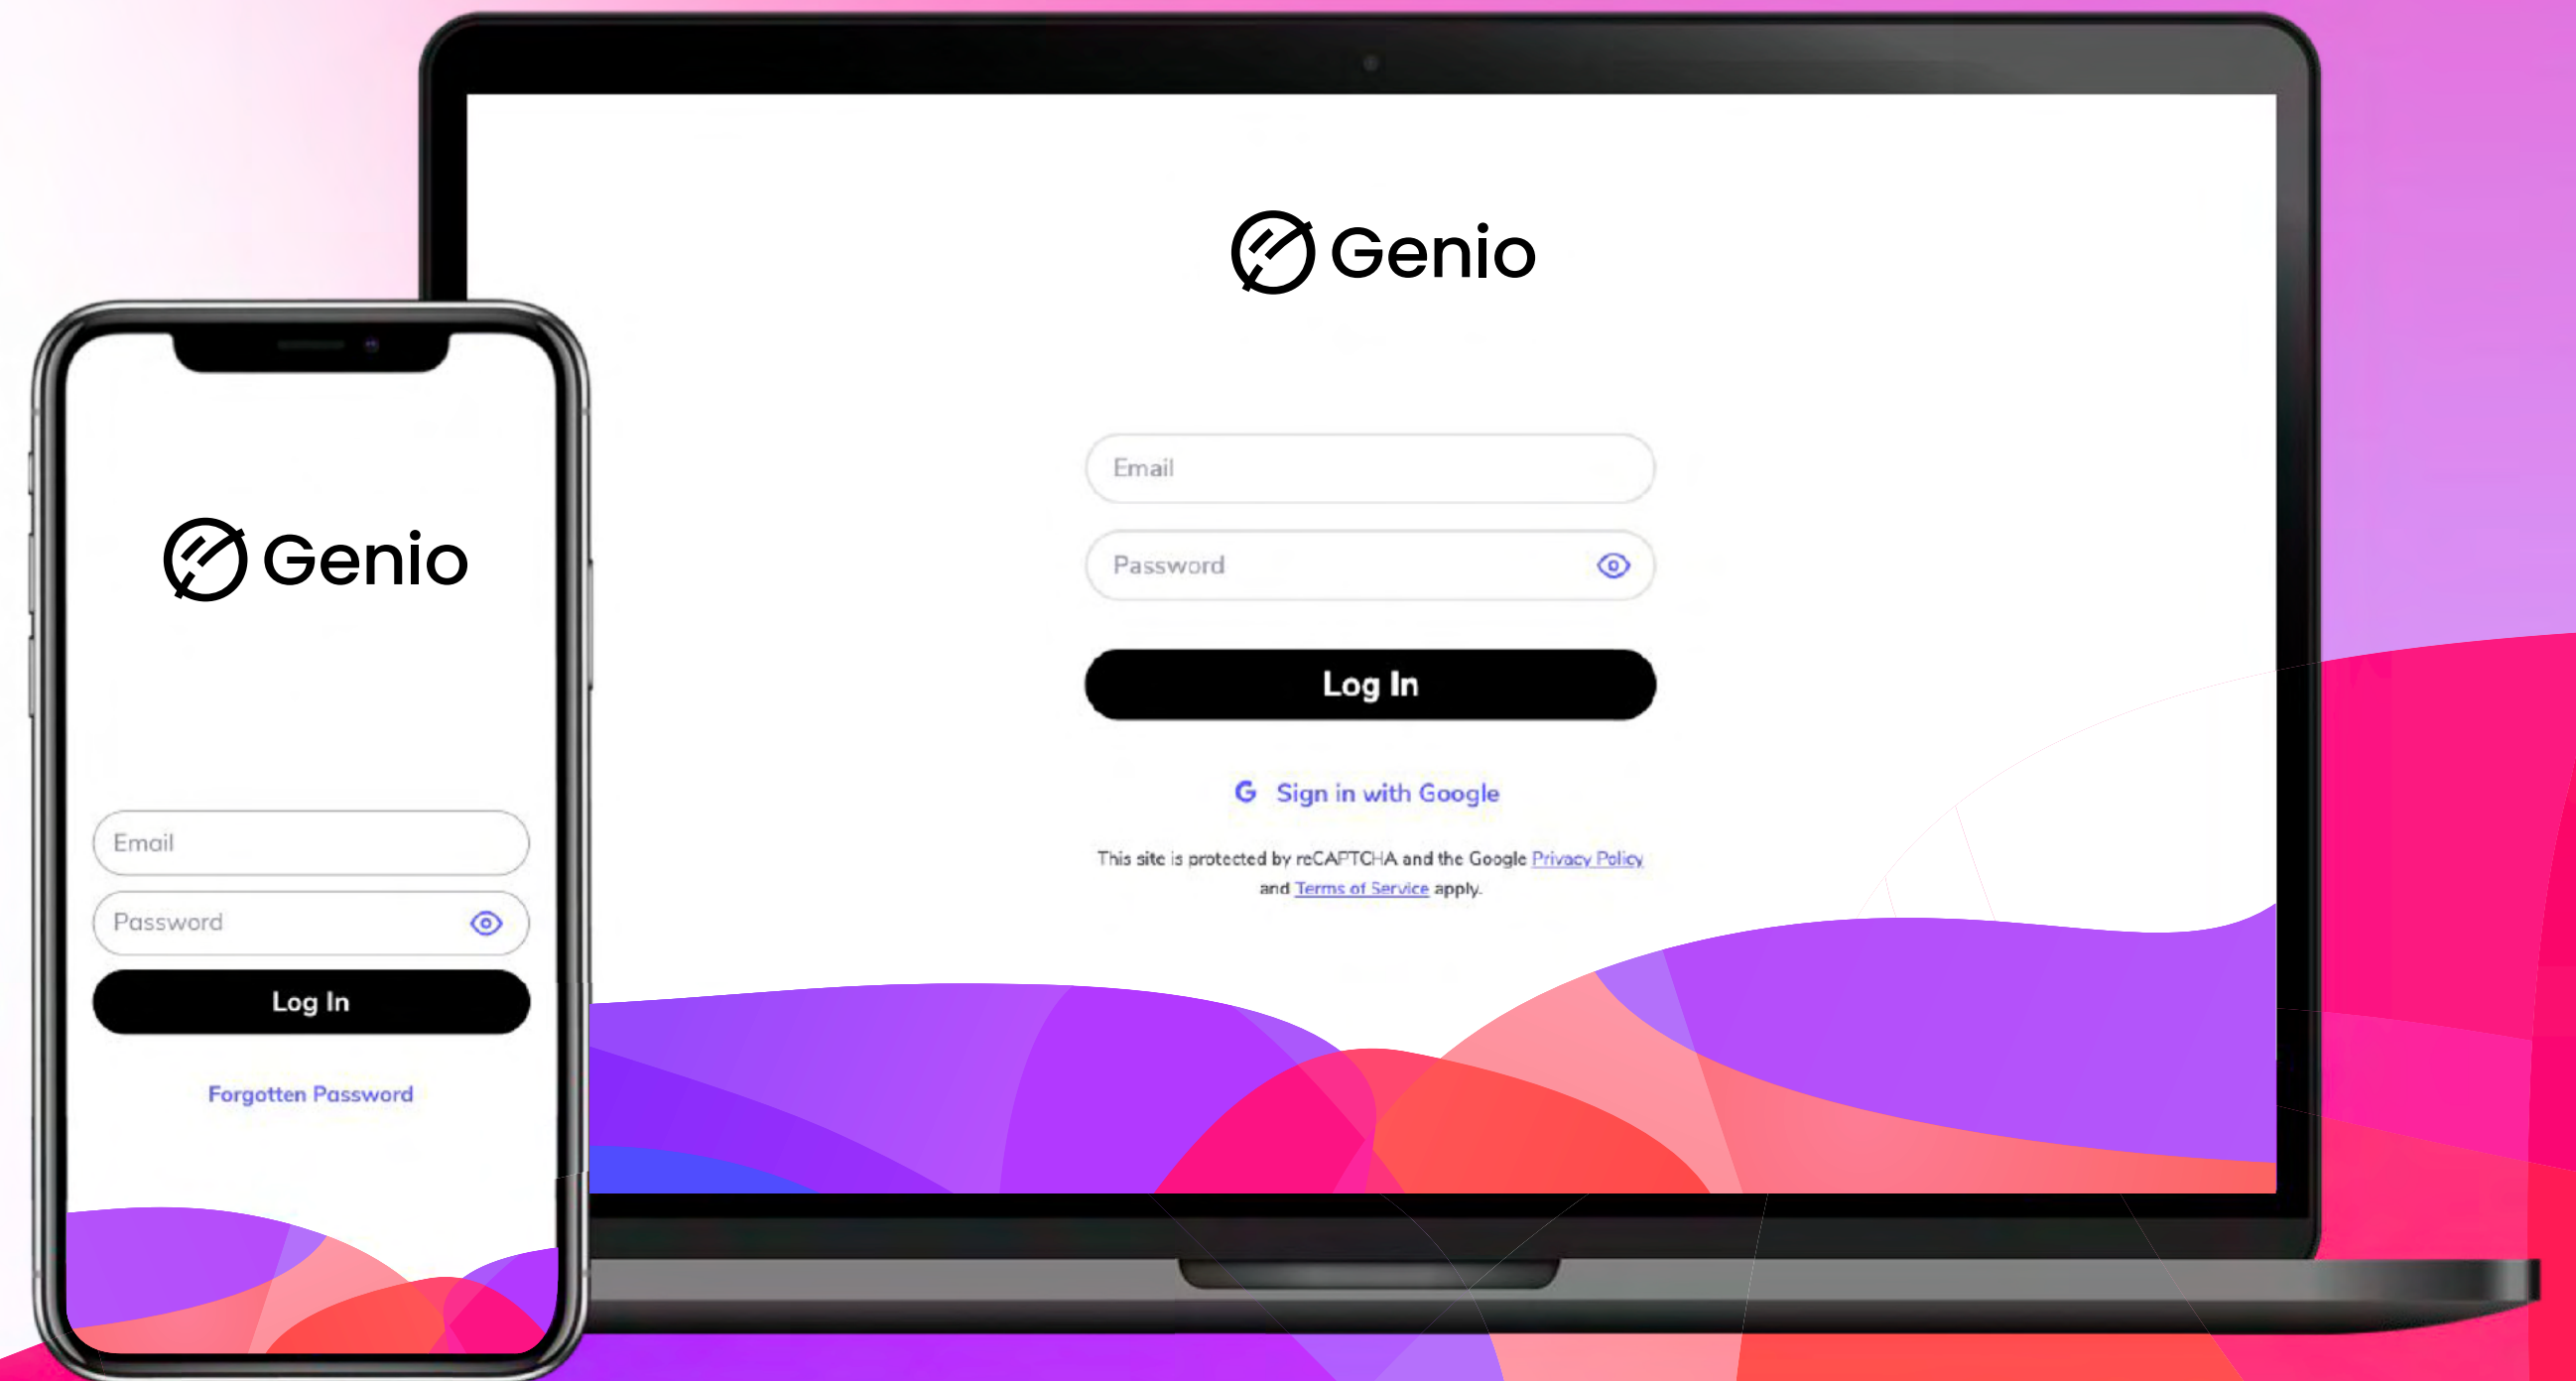 Genio
Email
Password
Log In
G Sign in with Google
This site is protected by reCAPTCHA and the Google Privacy Policy
and Terms of Service apply.
Genio
Email
Password
Log In
Forgotten Password